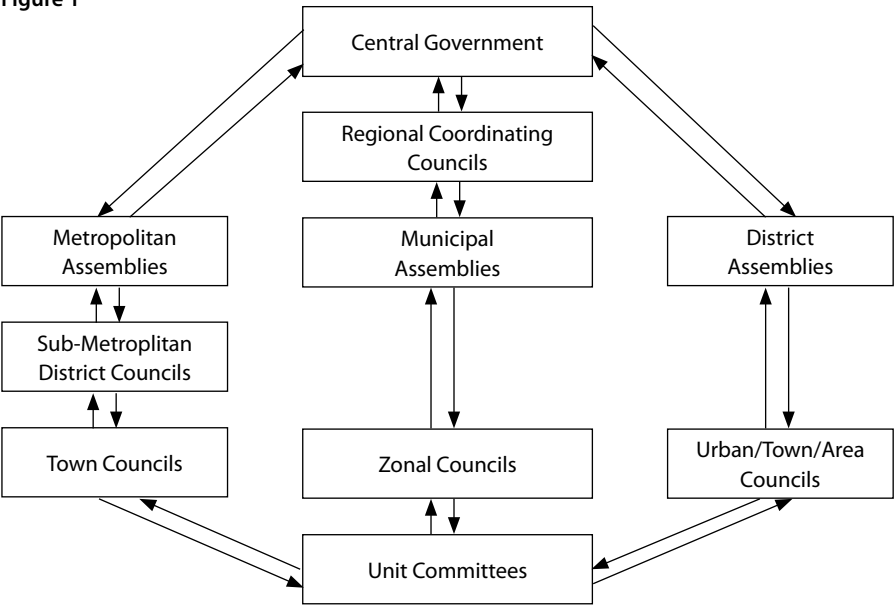 Figure 1
Central Government
Regional Coordinating
Councils
Metropolitan
Assemblies
Municipal
Assemblies
District
Assemblies
Sub-Metroplitan
District Councils
Town Councils
Zonal Councils
Urban/Town/Area
Councils
Unit Committees